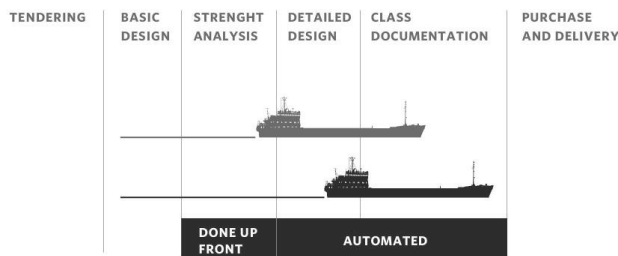 TENDERING
BASIC
DESIGN
STRENGHT
ANALYSIS
DETAILED
DESIGN
CLASS
DOCUMENTATION
PURCHASE
AND DELIVERY
DONE UP
FRONT
AUTOMATED